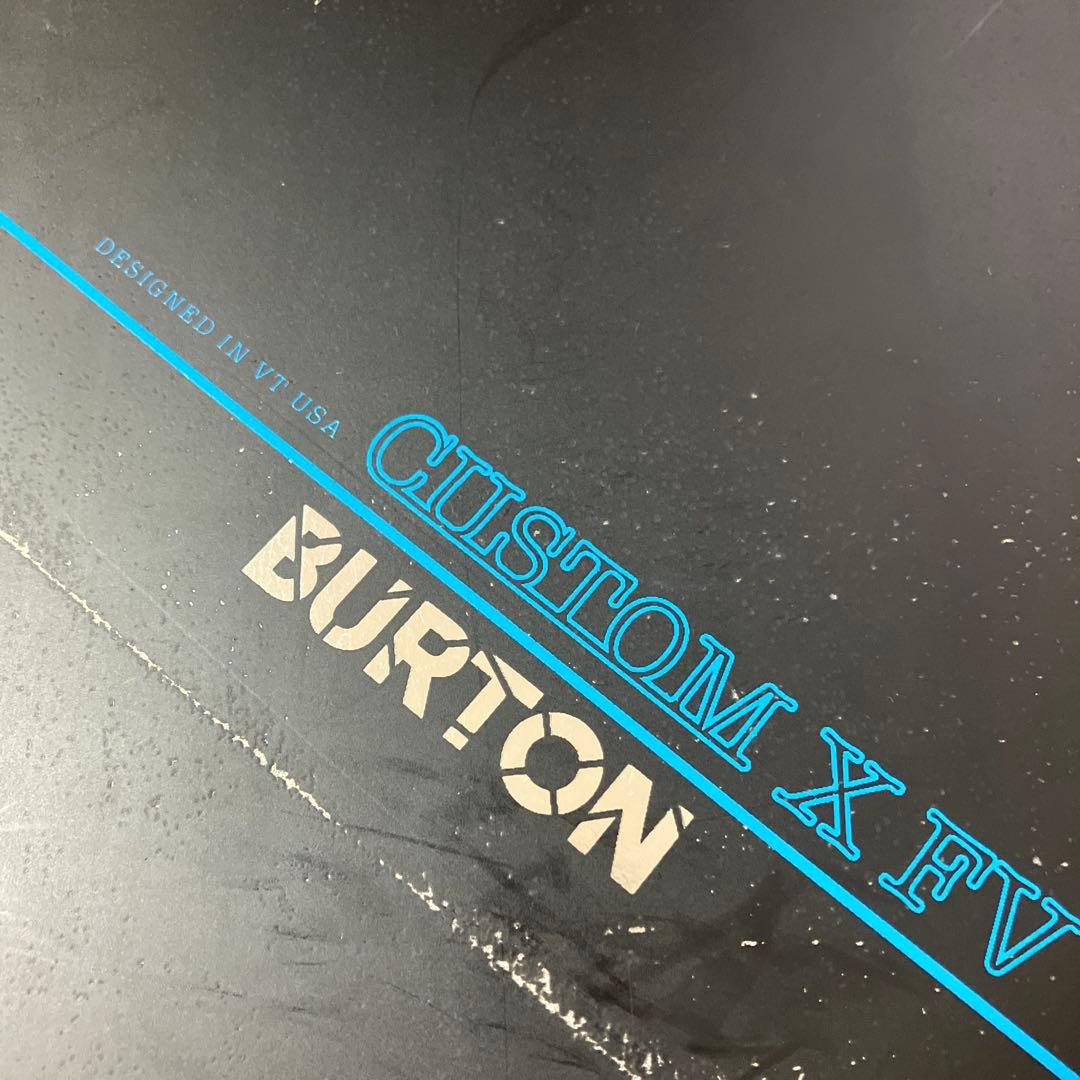 DESIGNED IN VT USA
CUSTOM X FV
BURTON